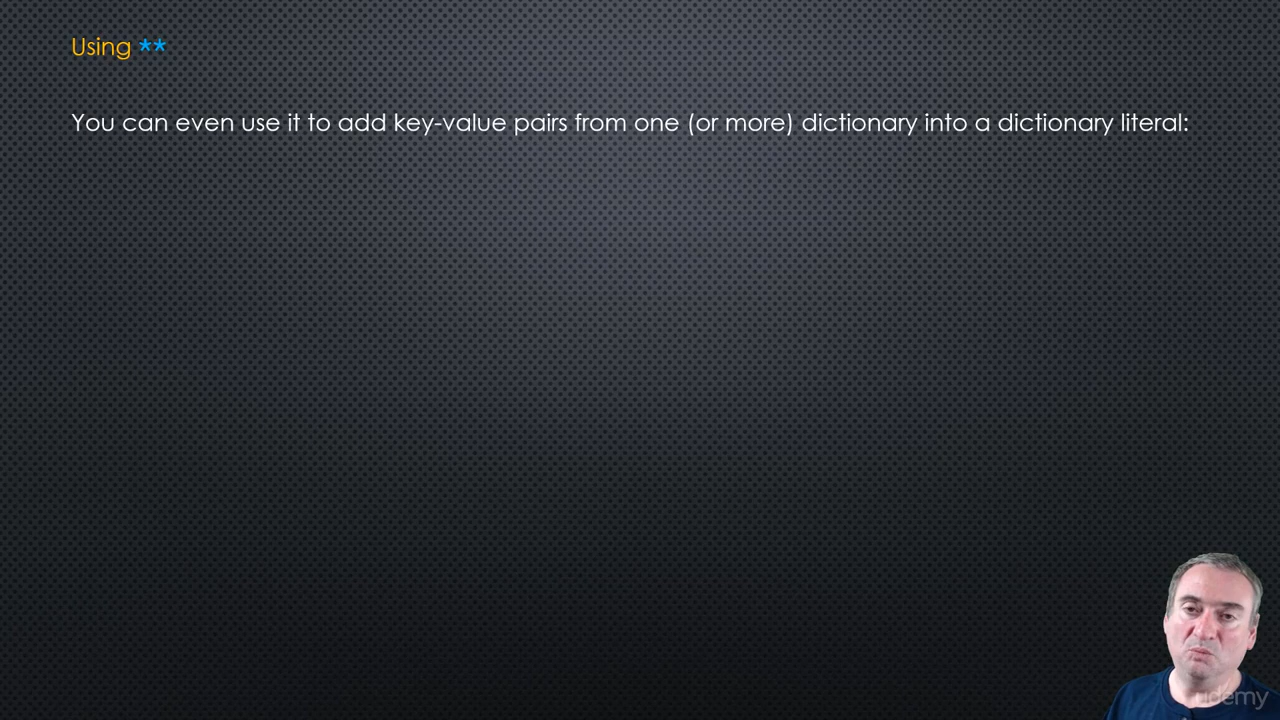 Using **
You can even use it to add key-value pairs from one (or more) dictionary into a dictionary literal:
udemy